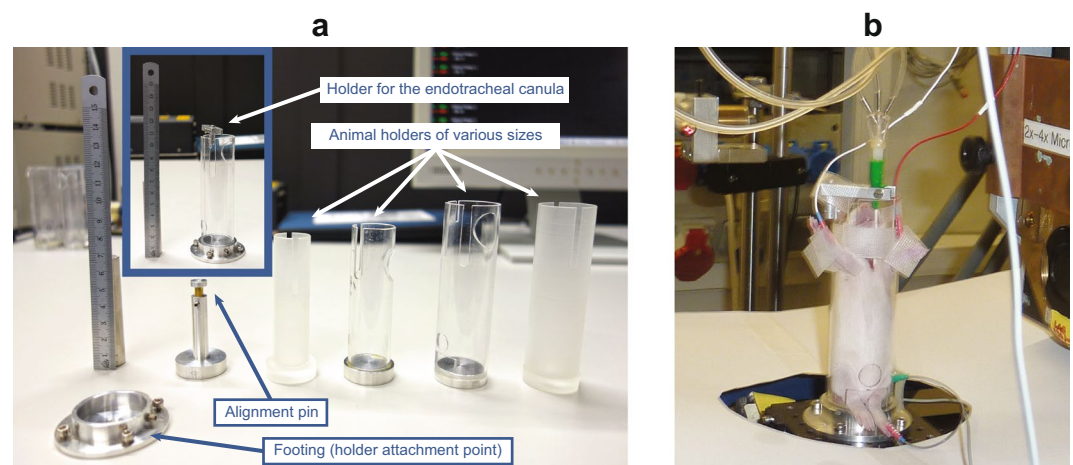 a
b
Holder for the endotracheal canula
Animal holders of various sizes
Alignment pin
Footing (holder attachment point)
2x-4x Micr